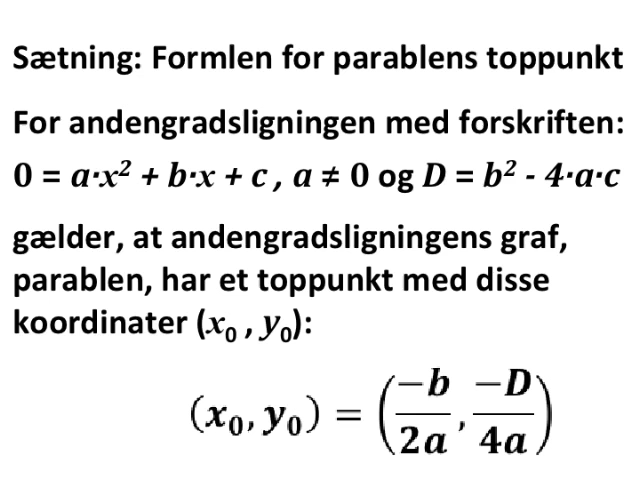 Sætning: Formlen for parablens toppunkt
For andengradsligningen med forskriften:
0 = a·x² + b·x + c , a ≠ 0 og D = b² - 4·a·c
gælder, at andengradsligningens graf,
parablen, har et toppunkt med disse
koordinater (x₀ , y₀):
(x₀, y₀) = (−b/2a, −D/4a)